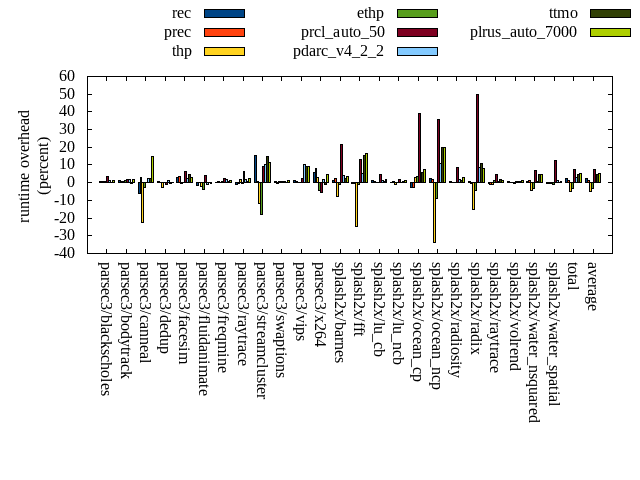 rec
prec
thp
ethp
prcl_auto_50
pdarc_v4_2_2
ttmo
plrus_auto_7000
runtime overhead
(percent)
60
50
40
30
20
10
0
-10
-20
-30
-40
parsec3/blackscholes
parsec3/bodytrack
parsec3/canneal
parsec3/dedup
parsec3/facesim
parsec3/fluidanimate
parsec3/freqmine
parsec3/raytrace
parsec3/streamcluster
parsec3/swaptions
parsec3/vips
parsec3/x264
splash2x/barnes
splash2x/fft
splash2x/lu_cb
splash2x/lu_ncb
splash2x/ocean_cp
splash2x/ocean_ncp
splash2x/radiosity
splash2x/radix
splash2x/raytrace
splash2x/volrend
splash2x/water_nsquared
splash2x/water_spatial
total
average